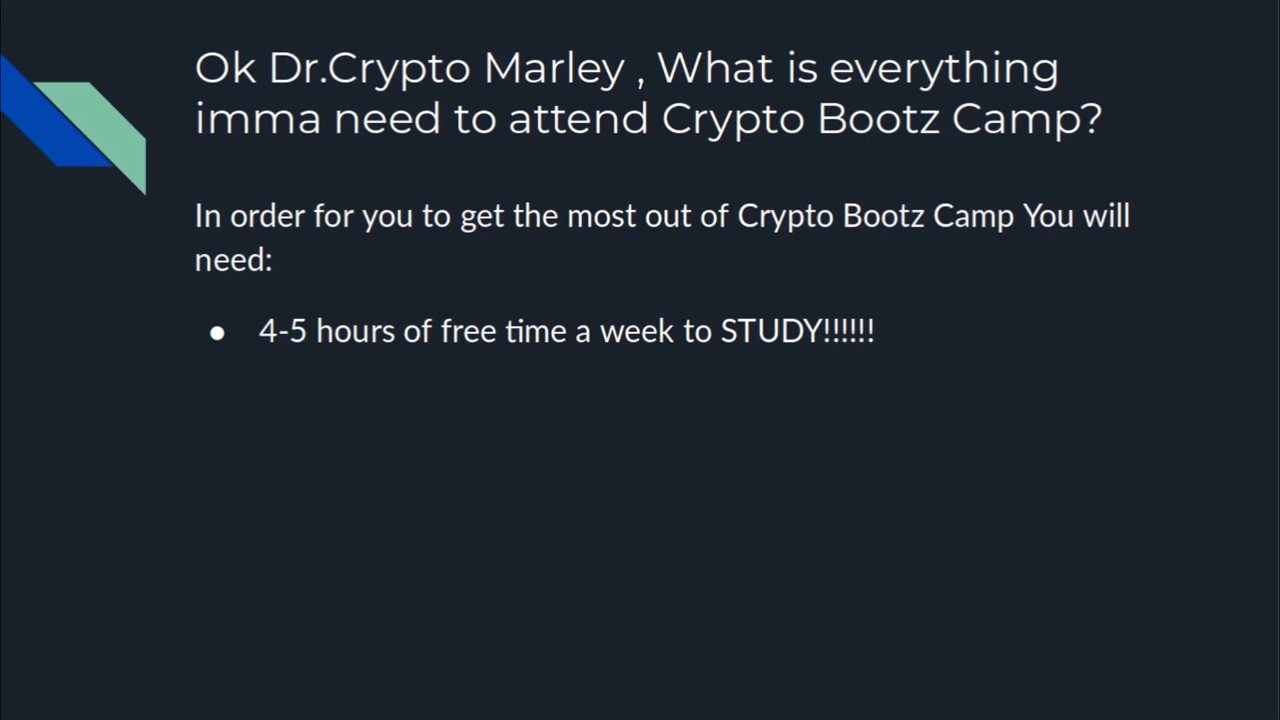 Ok Dr.Crypto Marley , What is everything
imma need to attend Crypto Bootz Camp?
In order for you to get the most out of Crypto Bootz Camp You will
need:
● 4-5 hours of free time a week to STUDY!!!!!!